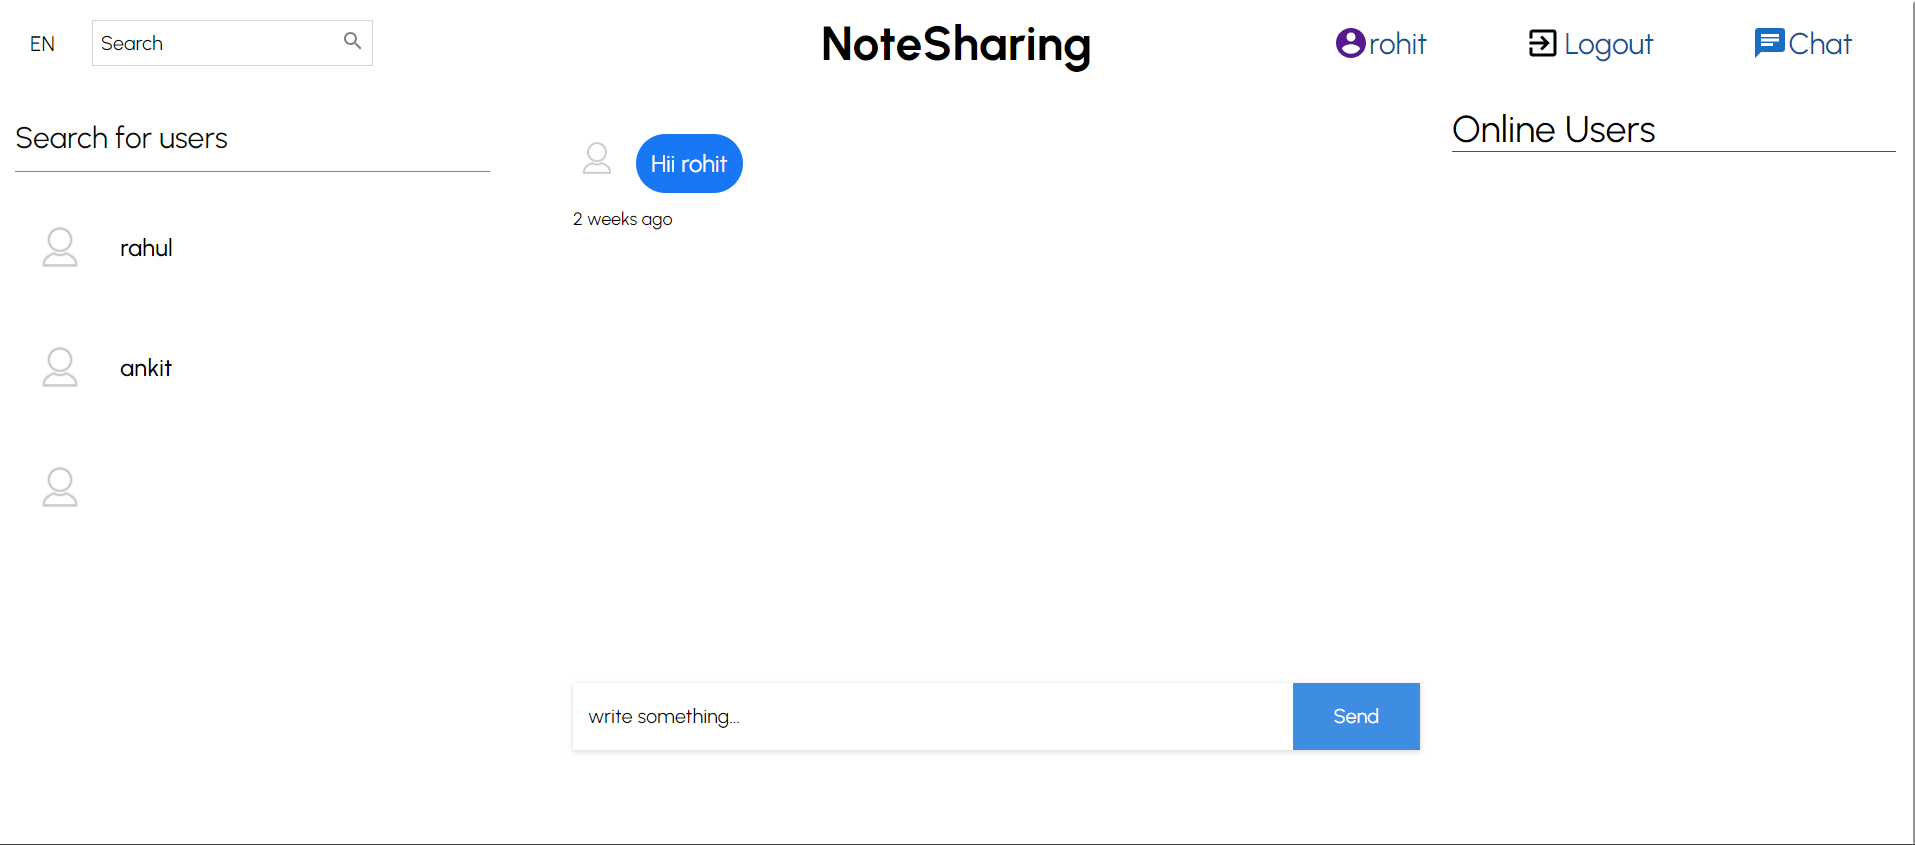 EN
Search
NoteSharing
rohit
Logout
Chat
Search for users
rahul
ankit
Hii rohit
2 weeks ago
write something...
Send
Online Users